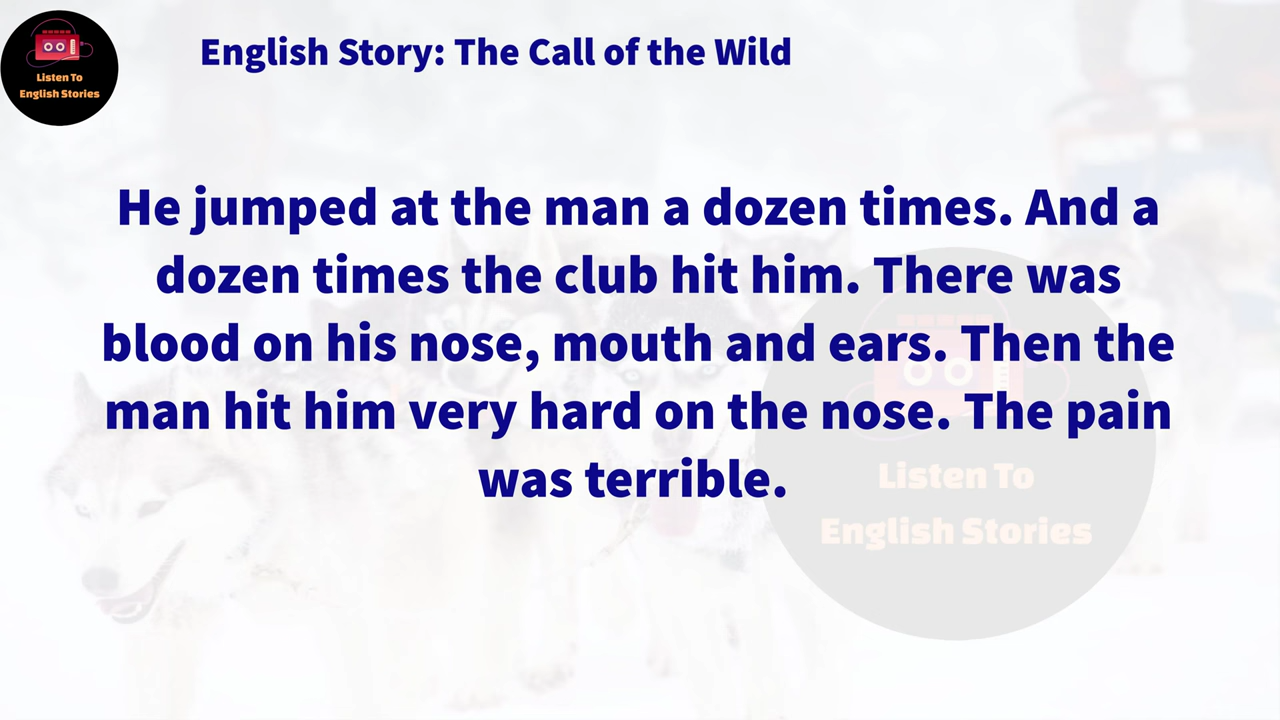 Listen To
English Stories
English Story: The Call of the Wild
He jumped at the man a dozen times. And a
dozen times the club hit him. There was
blood on his nose, mouth and ears. Then the
man hit him very hard on the nose. The pain
was terrible.
Listen To
English Stories